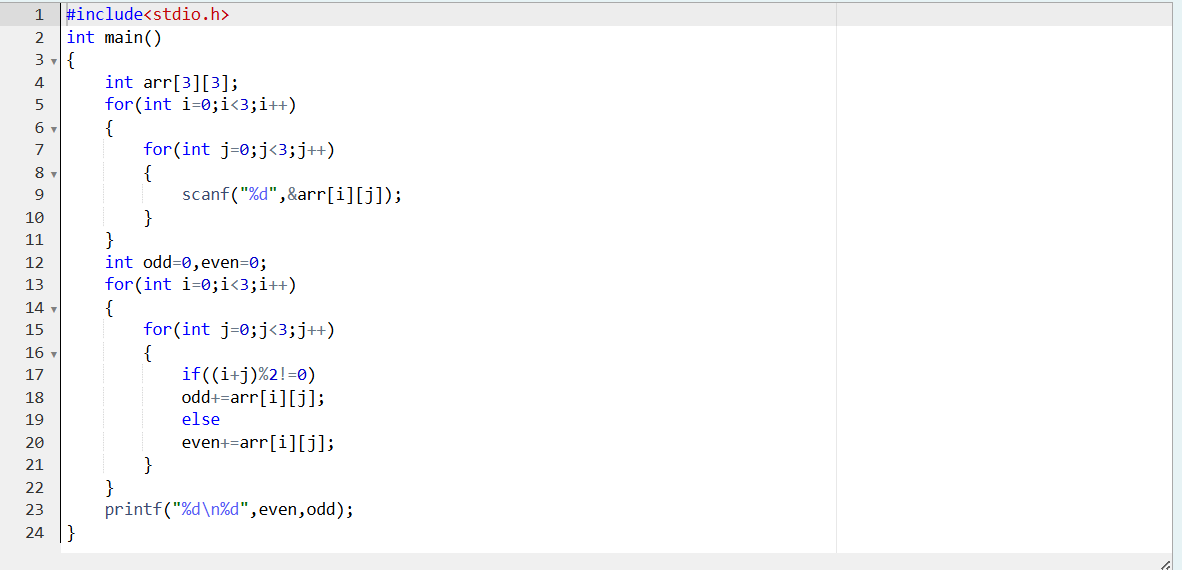 1 #include<stdio.h>
2 int main()
3 {
4     int arr[3][3];
5     for(int i=0;i<3;i++)
6     {
7         for(int j=0;j<3;j++)
8         {
9             scanf("%d",&arr[i][j]);
10         }
11     }
12     int odd=0,even=0;
13     for(int i=0;i<3;i++)
14     {
15         for(int j=0;j<3;j++)
16         {
17             if((i+j)%2!=0)
18             odd+=arr[i][j];
19             else
20             even+=arr[i][j];
21         }
22     }
23     printf("%d\n%d",even,odd);
24 }